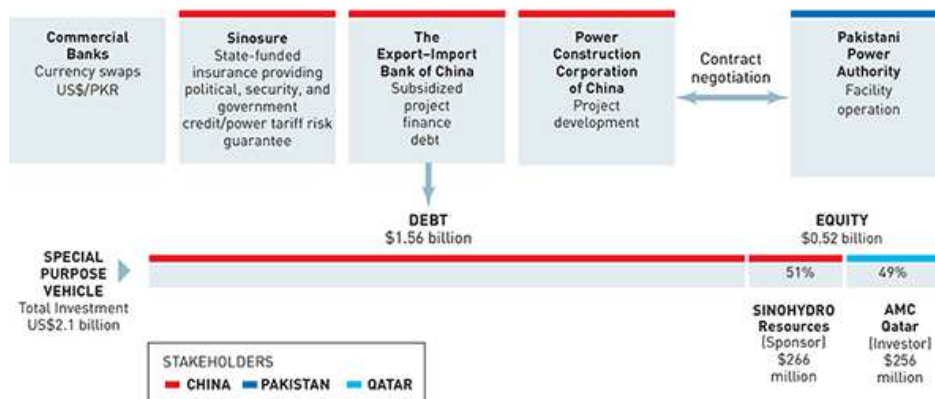 Commercial
Banks
Currency swaps
US$/PKR
Sinosure
State-funded
insurance providing
political, security, and
government
credit/power tariff risk
guarantee
The
Export–Import
Bank of China
Subsidized
project
finance
debt
Power
Construction
Corporation
of China
Project
development
Contract
negotiation
Pakistani
Power
Authority
Facility
operation
DEBT
$1.56 billion
EQUITY
$0.52 billion
SPECIAL
PURPOSE
VEHICLE
Total Investment
US$2.1 billion
51%
49%
SINOHYDRO
Resources
(Sponsor)
$266
million
AMC
Qatar
(Investor)
$256
million
STAKEHOLDERS
CHINA PAKISTAN QATAR